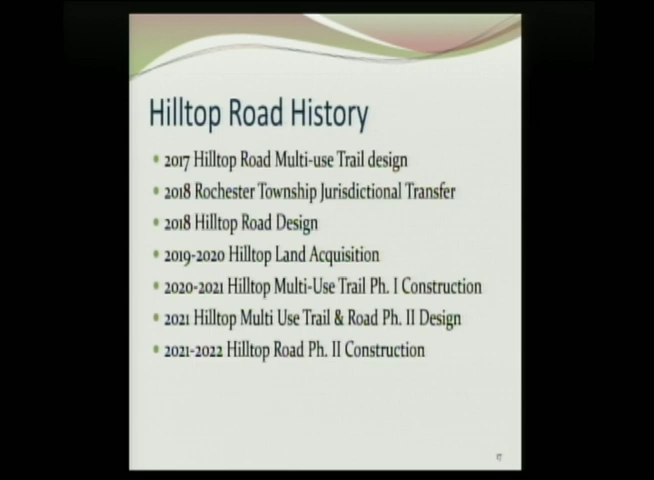 Hilltop Road History
• 2017 Hilltop Road Multi-use Trail design
• 2018 Rochester Township Jurisdictional Transfer
• 2018 Hilltop Road Design
• 2019-2020 Hilltop Land Acquisition
• 2020-2021 Hilltop Multi-Use Trail Ph. I Construction
• 2021 Hilltop Multi Use Trail & Road Ph. II Design
• 2021-2022 Hilltop Road Ph. II Construction
17